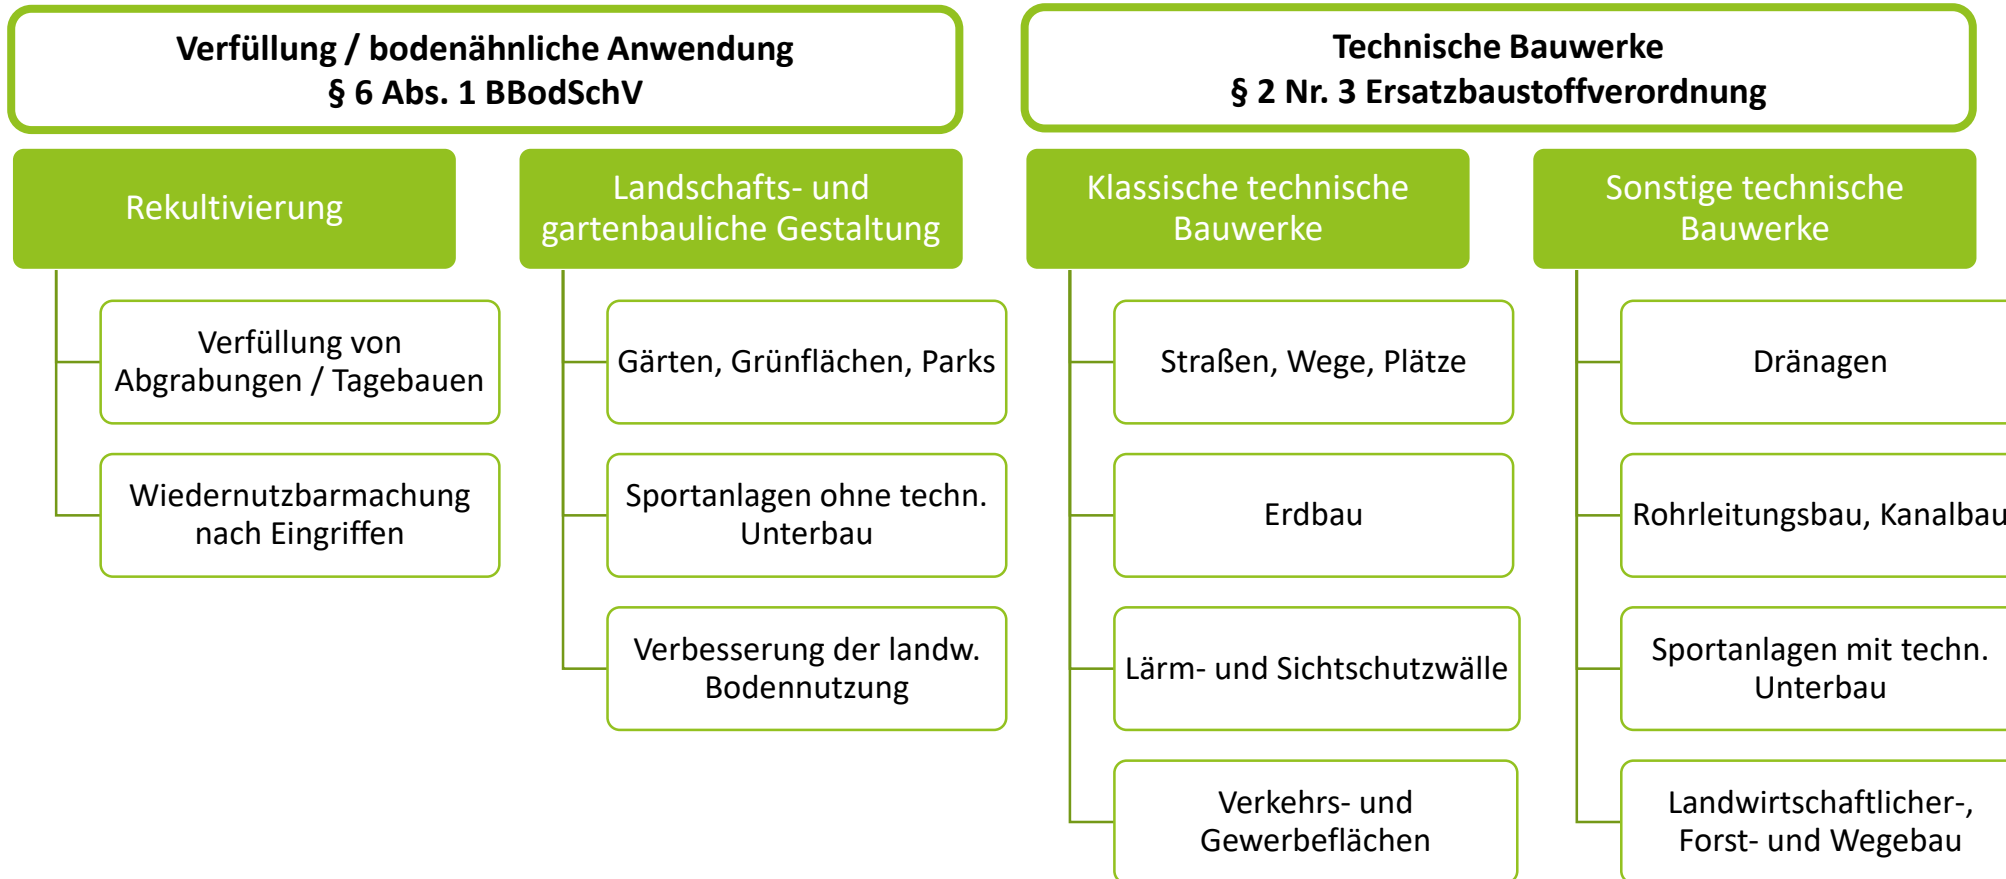 Verfüllung / bodenähnliche Anwendung
§ 6 Abs. 1 BBodSchV
Technische Bauwerke
§ 2 Nr. 3 Ersatzbaustoffverordnung
Rekultivierung
Verfüllung von
Abgrabungen / Tagebauen
Wiedernutzbarmachung
nach Eingriffen
Landschafts- und
gartenbauliche Gestaltung
Gärten, Grünflächen, Parks
Sportanlagen ohne techn.
Unterbau
Verbesserung der landw.
Bodennutzung
Klassische technische
Bauwerke
Straßen, Wege, Plätze
Erdbau
Lärm- und Sichtschutzwälle
Verkehrs- und
Gewerbeflächen
Sonstige technische
Bauwerke
Dränagen
Rohrleitungsbau, Kanalbau
Sportanlagen mit techn.
Unterbau
Landwirtschaftlicher-,
Forst- und Wegebau